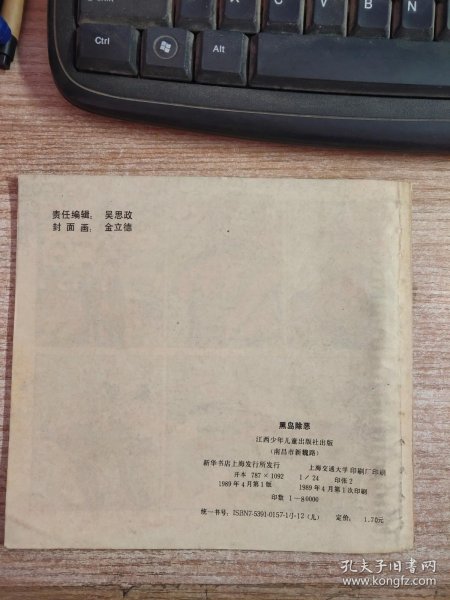 Ctrl
Alt
C
V
B
N
责任编辑: 吴思政
封面画: 金立德
黑岛除恶
江西少年儿童出版社出版
(南昌市新魏路)
新华书店上海发行所发行 上海交通大学印刷厂印刷
开本 787×1092 1/24 印张2
1989年4月第1版 1989年4月第1次印刷
印数 1—89000
统一书号: ISBN7-5391-0157-1/J·12(儿) 定价: 1.70元
孔夫子旧书网
www.kongfz.com